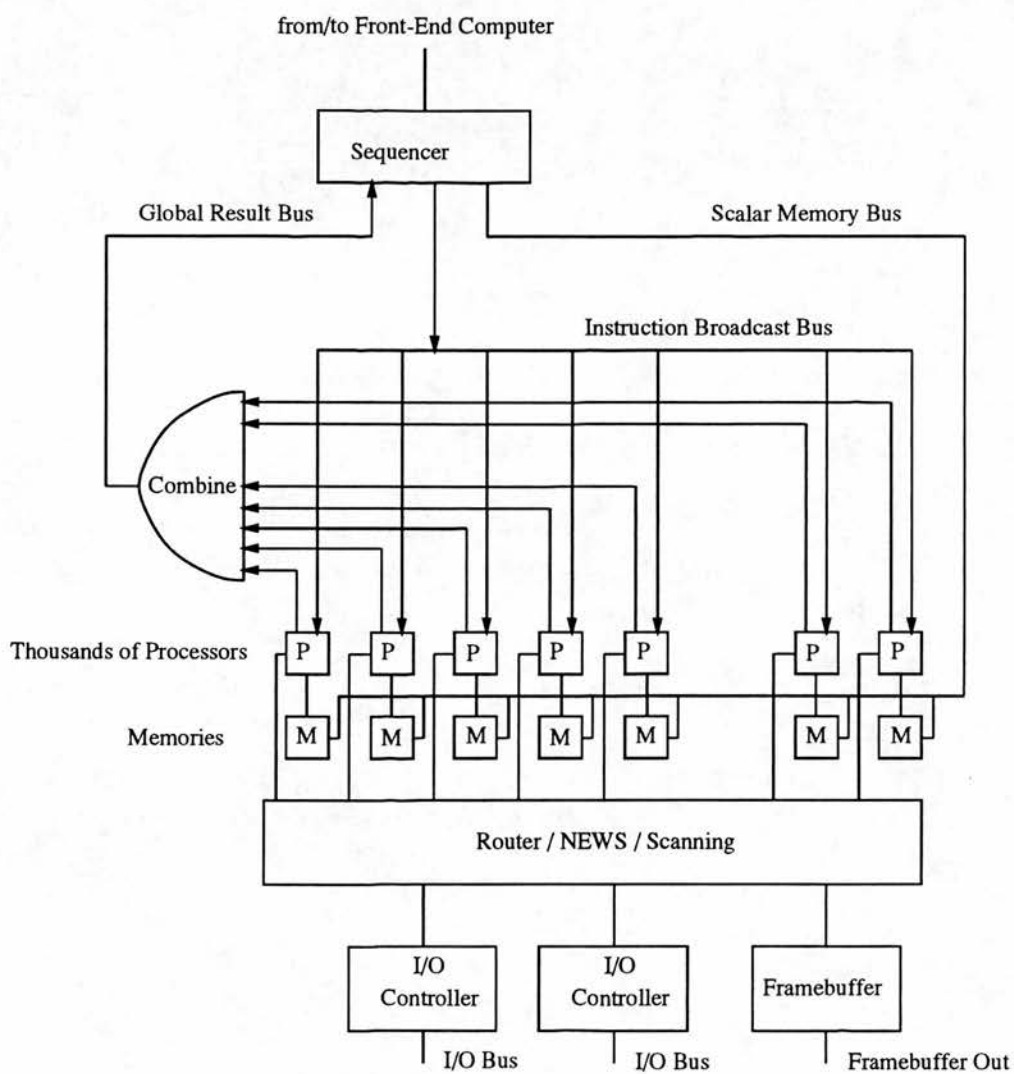 from/to Front-End Computer
Sequencer
Global Result Bus
Scalar Memory Bus
Instruction Broadcast Bus
Combine
Thousands of Processors
P P P P P P P
Memories
M M M M M M M
Router / NEWS / Scanning
I/O
Controller
I/O
Controller
Framebuffer
I/O Bus
I/O Bus
Framebuffer Out